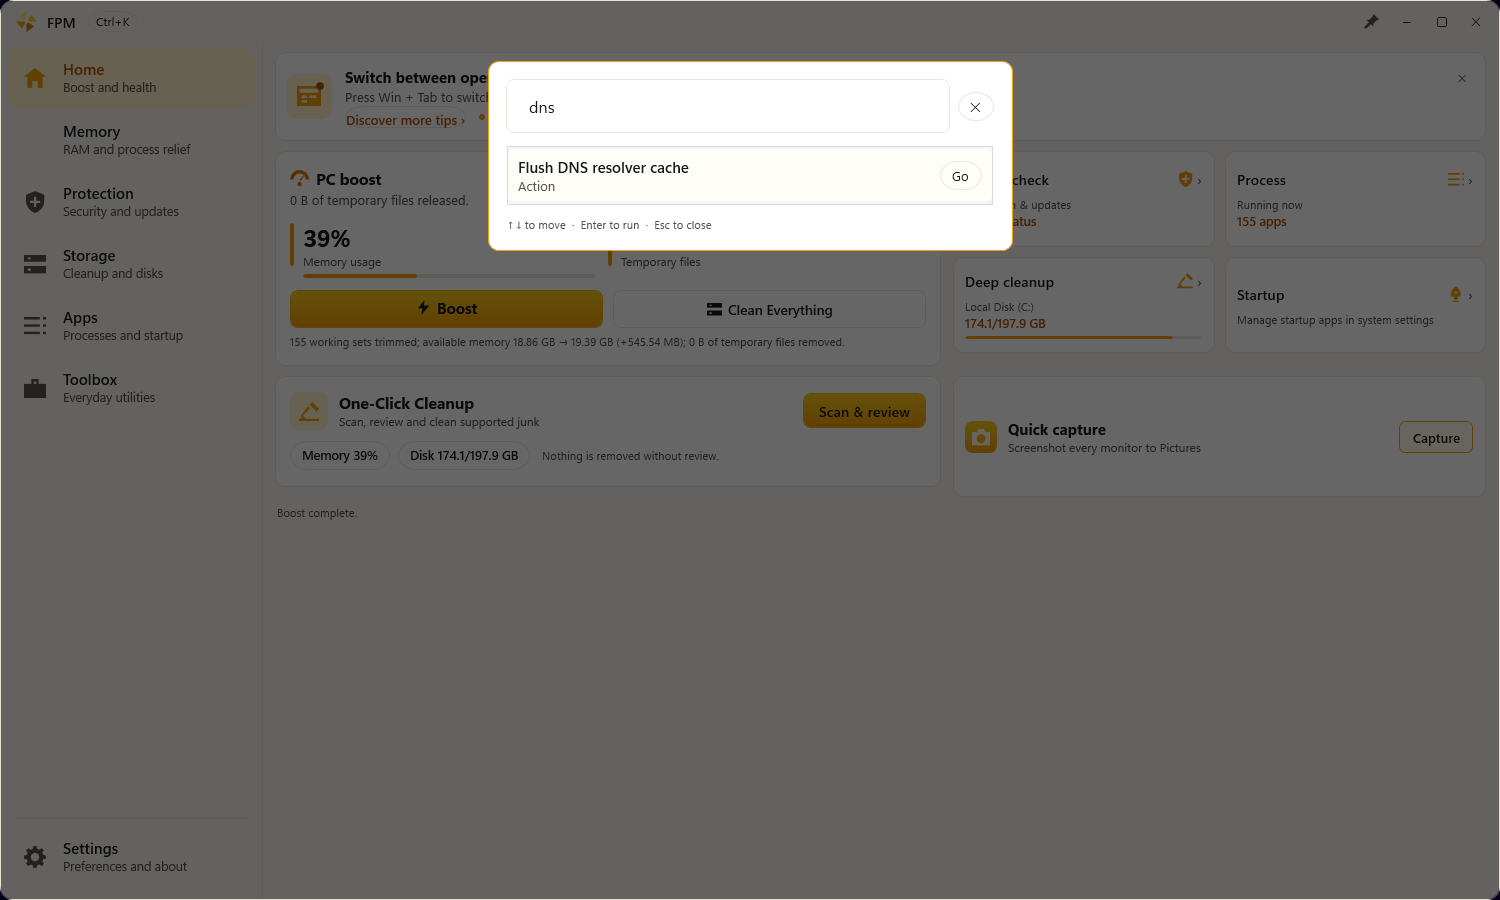 FPM Ctrl+K
Home
Boost and health
Memory
RAM and process relief
Protection
Security and updates
Storage
Cleanup and disks
Apps
Processes and startup
Toolbox
Everyday utilities
Settings
Preferences and about
Switch between ope
Press Win + Tab to switc
Discover more tips ›
dns
Flush DNS resolver cache
Action
Go
↑↓ to move · Enter to run · Esc to close
PC boost
0 B of temporary files released.
39%
Memory usage
Temporary files
Boost
Clean Everything
155 working sets trimmed; available memory 18.86 GB → 19.39 GB (+545.54 MB); 0 B of temporary files removed.
check
& updates
Process
Running now
155 apps
Deep cleanup
Local Disk (C:)
174.1/197.9 GB
Startup
Manage startup apps in system settings
One-Click Cleanup
Scan, review and clean supported junk
Scan & review
Memory 39%
Disk 174.1/197.9 GB
Nothing is removed without review.
Quick capture
Screenshot every monitor to Pictures
Capture
Boost complete.